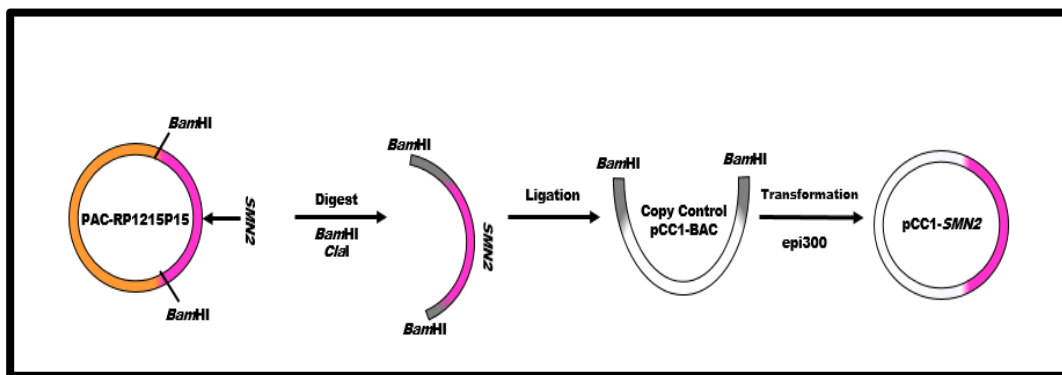 BamHI
PAC-RP1215P15
SMN2
BamHI
Digest
BamHI
ClaI
BamHI
SMN2
BamHI
Ligation
BamHI
BamHI
Copy Control
pCC1-BAC
Transformation
epi300
pCC1-SMN2